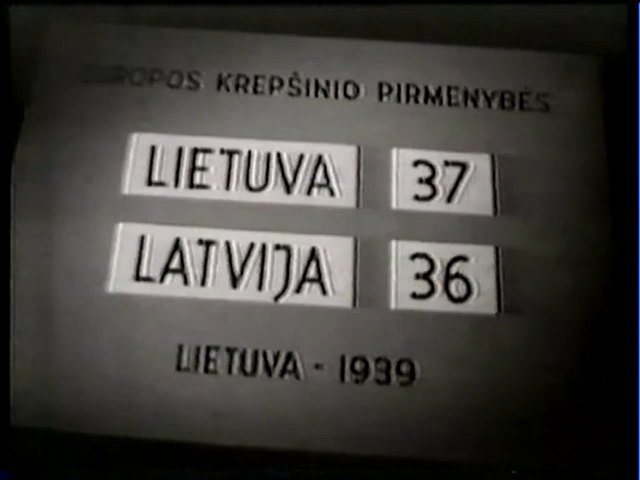 EUROPOS KREPŠINIO PIRMENYBĖS
LIETUVA 37
LATVIJA 36
LIETUVA - 1939